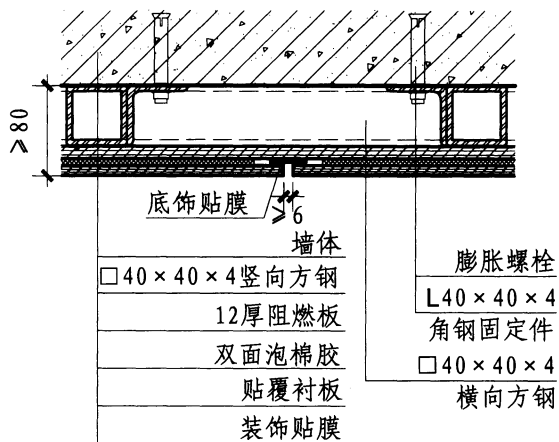 ≥80
底饰贴膜
≥6
墙体
□40×40×4竖向方钢
12厚阻燃板
双面泡棉胶
贴覆衬板
装饰贴膜
膨胀螺栓
L40×40×4
角钢固定件
□40×40×4
横向方钢